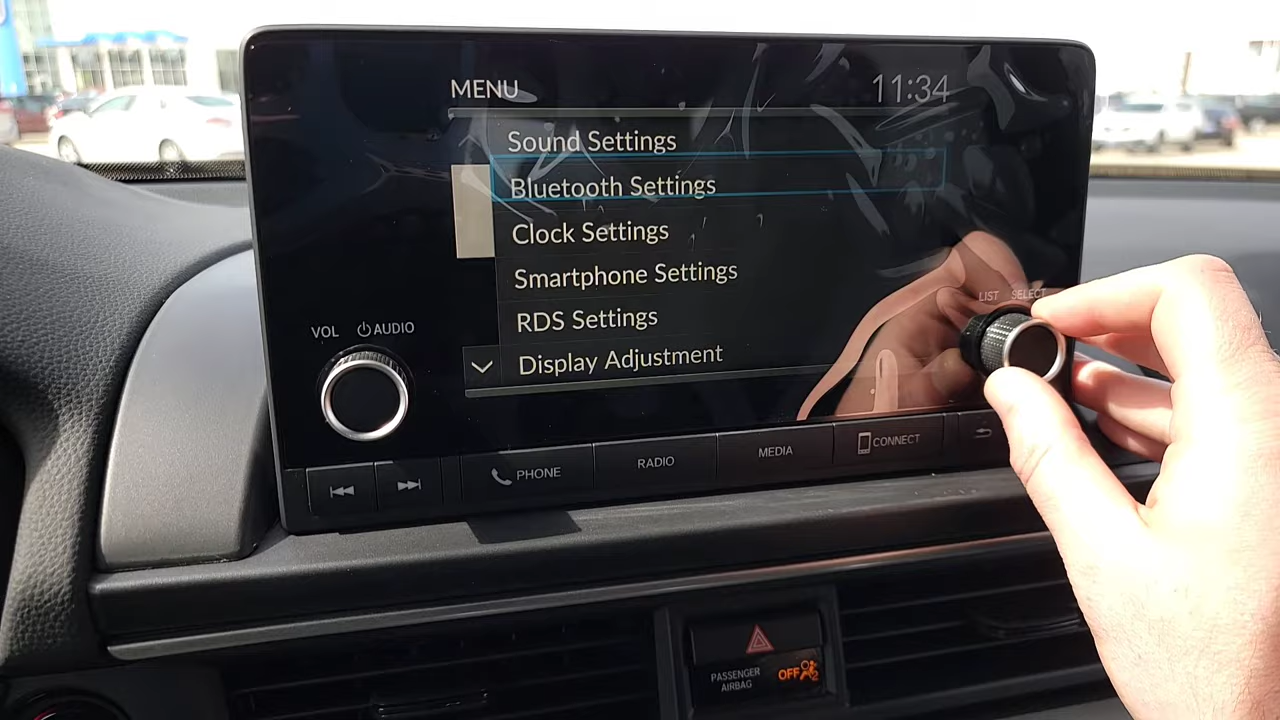 MENU
11:34
Sound Settings
Bluetooth Settings
Clock Settings
Smartphone Settings
RDS Settings
Display Adjustment
VOL
AUDIO
LIST
SELECT
PHONE
RADIO
MEDIA
CONNECT
PASSENGER
AIRBAG
OFF
2